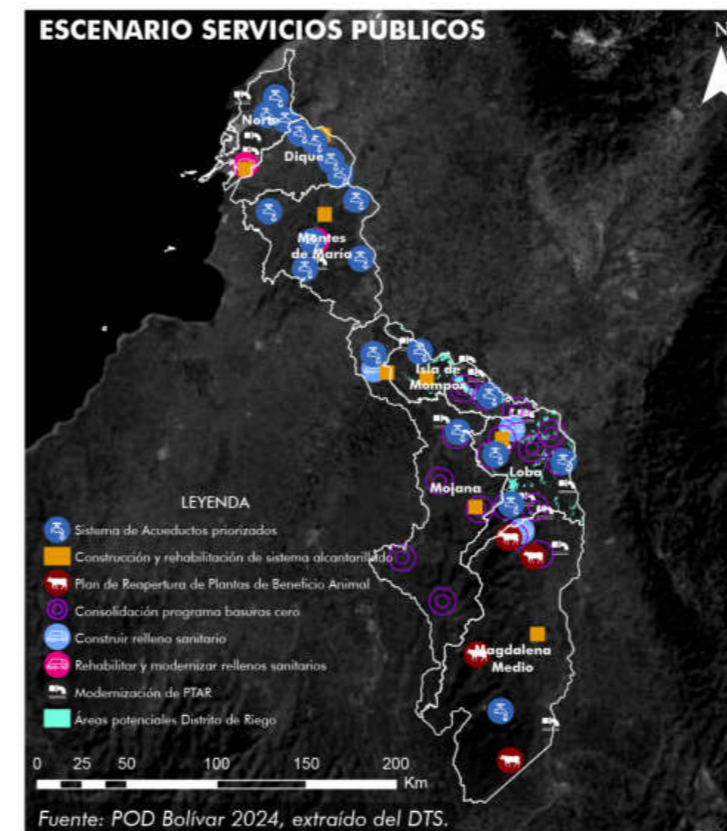 ESCENARIO SERVICIOS PÚBLICOS
N
Norte
Dique
Montes
de María
Isla de
Mompox
Loba
Mojana
Magdalena
Medio
LEYENDA
Sistema de Acueductos priorizados
Construcción y rehabilitación de sistema alcantarillado
Plan de Reapertura de Plantas de Beneficio Animal
Consolidación programa basuras cero
Construir relleno sanitario
Rehabilitar y modernizar rellenos sanitarios
Modernización de PTAR
Áreas potenciales Distrito de Riego
0 25 50 100 150 200
Km
Fuente: POD Bolívar 2024, extraído del DTS.